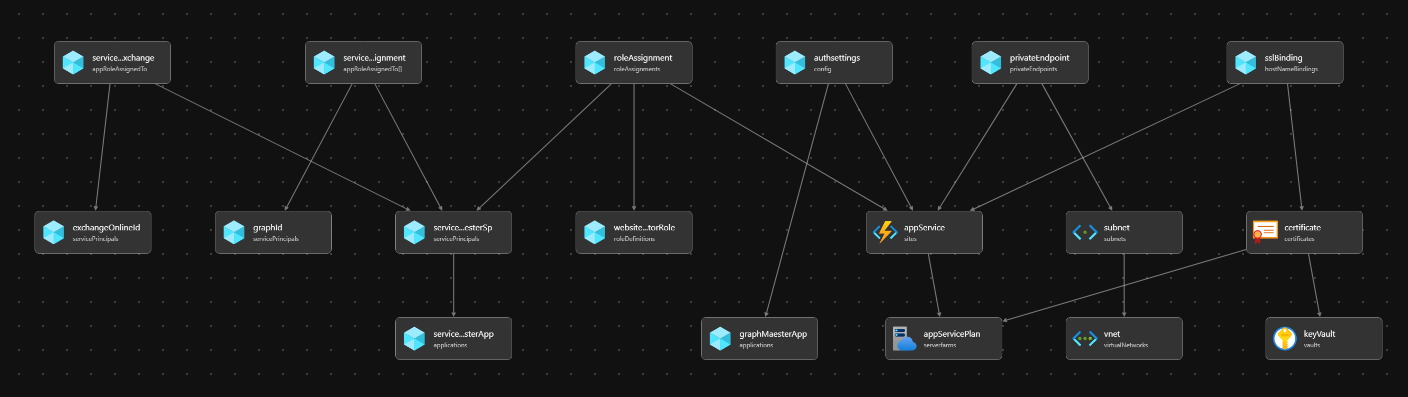 service...xchange
appRoleAssignedTo
service...ignment
appRoleAssignedTo[]
roleAssignment
roleAssignments
authsettings
config
privateEndpoint
privateEndpoints
sslBinding
hostNameBindings
exchangeOnlineId
servicePrincipals
graphId
servicePrincipals
service...esterSp
servicePrincipals
website...torRole
roleDefinitions
appService
sites
subnet
subnets
certificate
certificates
service...sterApp
applications
graphMaesterApp
applications
appServicePlan
serverfarms
vnet
virtualNetworks
keyVault
vaults